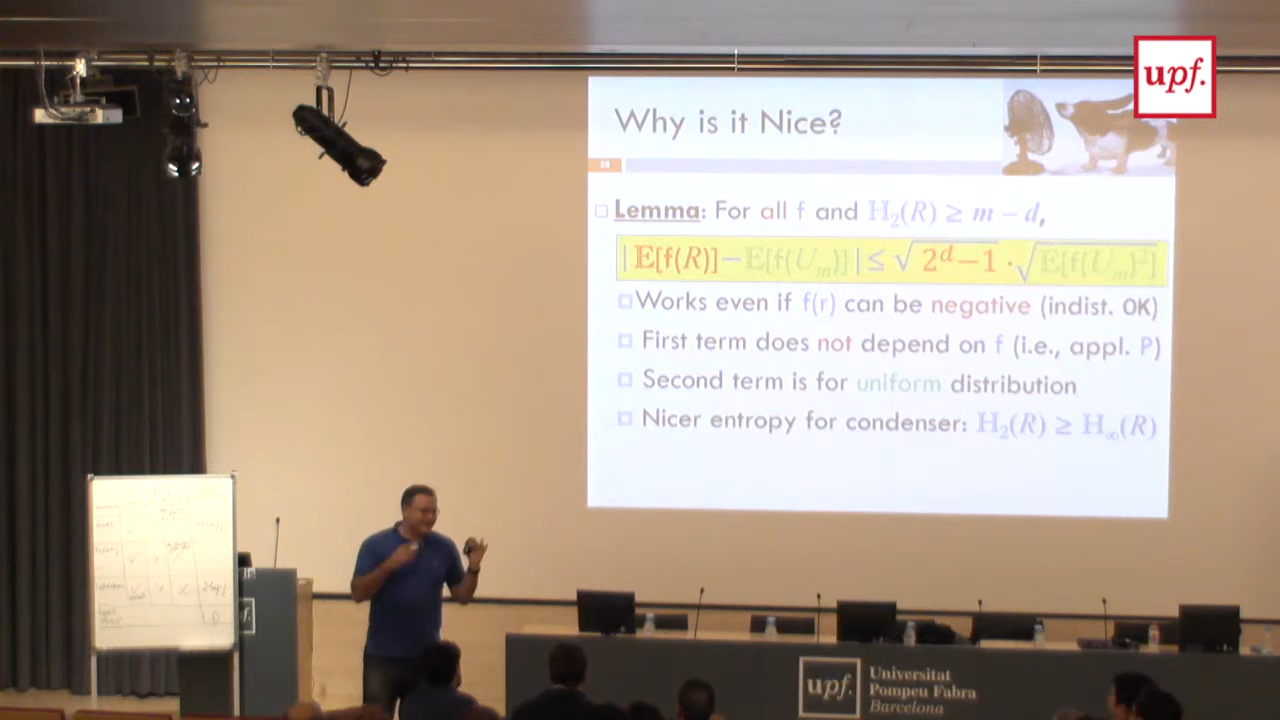 upf.
Why is it Nice?
Lemma: For all f and H₂(R) ≥ m − d,
|E[f(R)] − E[f(Uₘ)]| ≤ √2ᵈ−1 · √E[f(Uₘ)²]
Works even if f(r) can be negative (indist. OK)
First term does not depend on f (i.e., appl. P)
Second term is for uniform distribution
Nicer entropy for condenser: H₂(R) ≥ H∞(R)
upf.
upf.
Universitat
Pompeu Fabra
Barcelona